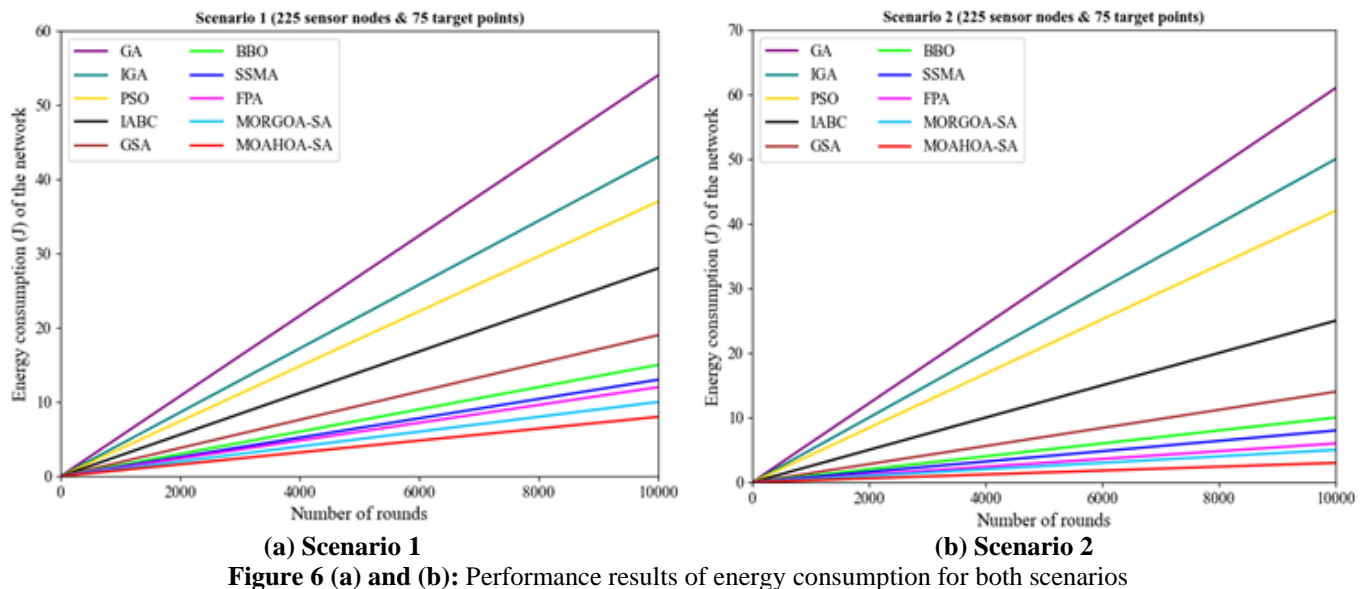 Scenario 1 (225 sensor nodes & 75 target points)
60
50
40
30
20
10
0
Energy consumption (J) of the network
GA
IGA
PSO
IABC
GSA
BBO
SSMA
FPA
MORGOA-SA
MOAHOA-SA
0 2000 4000 6000 8000 10000
Number of rounds
(a) Scenario 1
Scenario 2 (225 sensor nodes & 75 target points)
70
60
50
40
30
20
10
0
Energy consumption (J) of the network
GA
IGA
PSO
IABC
GSA
BBO
SSMA
FPA
MORGOA-SA
MOAHOA-SA
0 2000 4000 6000 8000 10000
Number of rounds
(b) Scenario 2
Figure 6 (a) and (b): Performance results of energy consumption for both scenarios